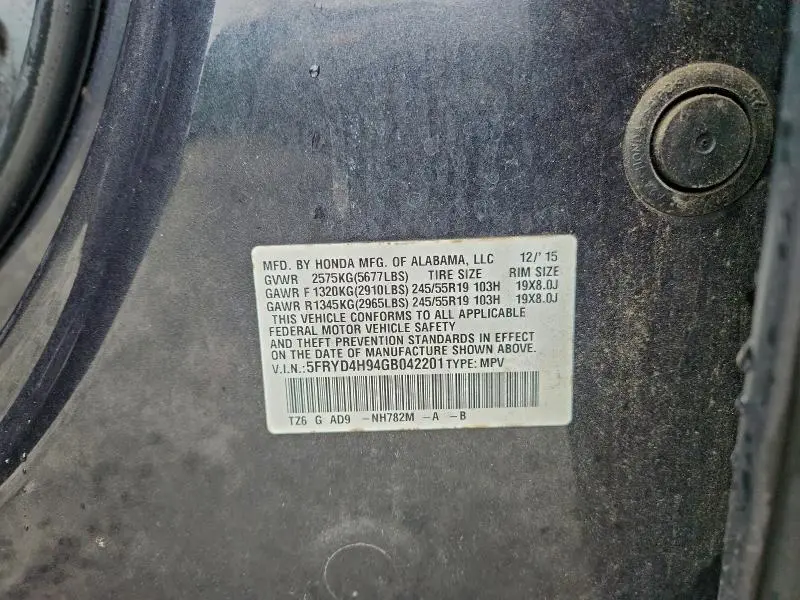 MFD. BY HONDA MFG. OF ALABAMA, LLC 12/' 15
GVWR 2575KG(5677LBS) TIRE SIZE RIM SIZE
GAWR F 1320KG(2910LBS) 245/55R19 103H 19X8.0J
GAWR R1345KG(2965LBS) 245/55R19 103H 19X8.0J
THIS VEHICLE CONFORMS TO ALL APPLICABLE
FEDERAL MOTOR VEHICLE SAFETY
AND THEFT PREVENTION STANDARDS IN EFFECT
ON THE DATE OF MANUFACTURE SHOWN ABOVE.
V.I.N.: 5FRYD4H94GB042201 TYPE: MPV
TZ6 G AD9 -NH782M -A -B
HONDA